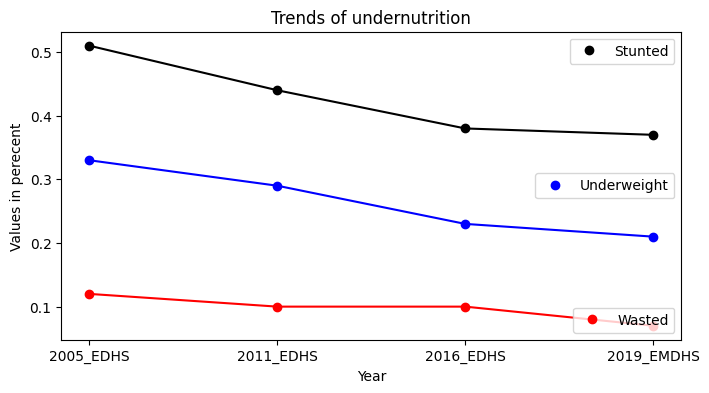 Trends of undernutrition
Values in perecent
0.5
0.4
0.3
0.2
0.1
Stunted
Underweight
Wasted
2005_EDHS
2011_EDHS
2016_EDHS
2019_EMDHS
Year